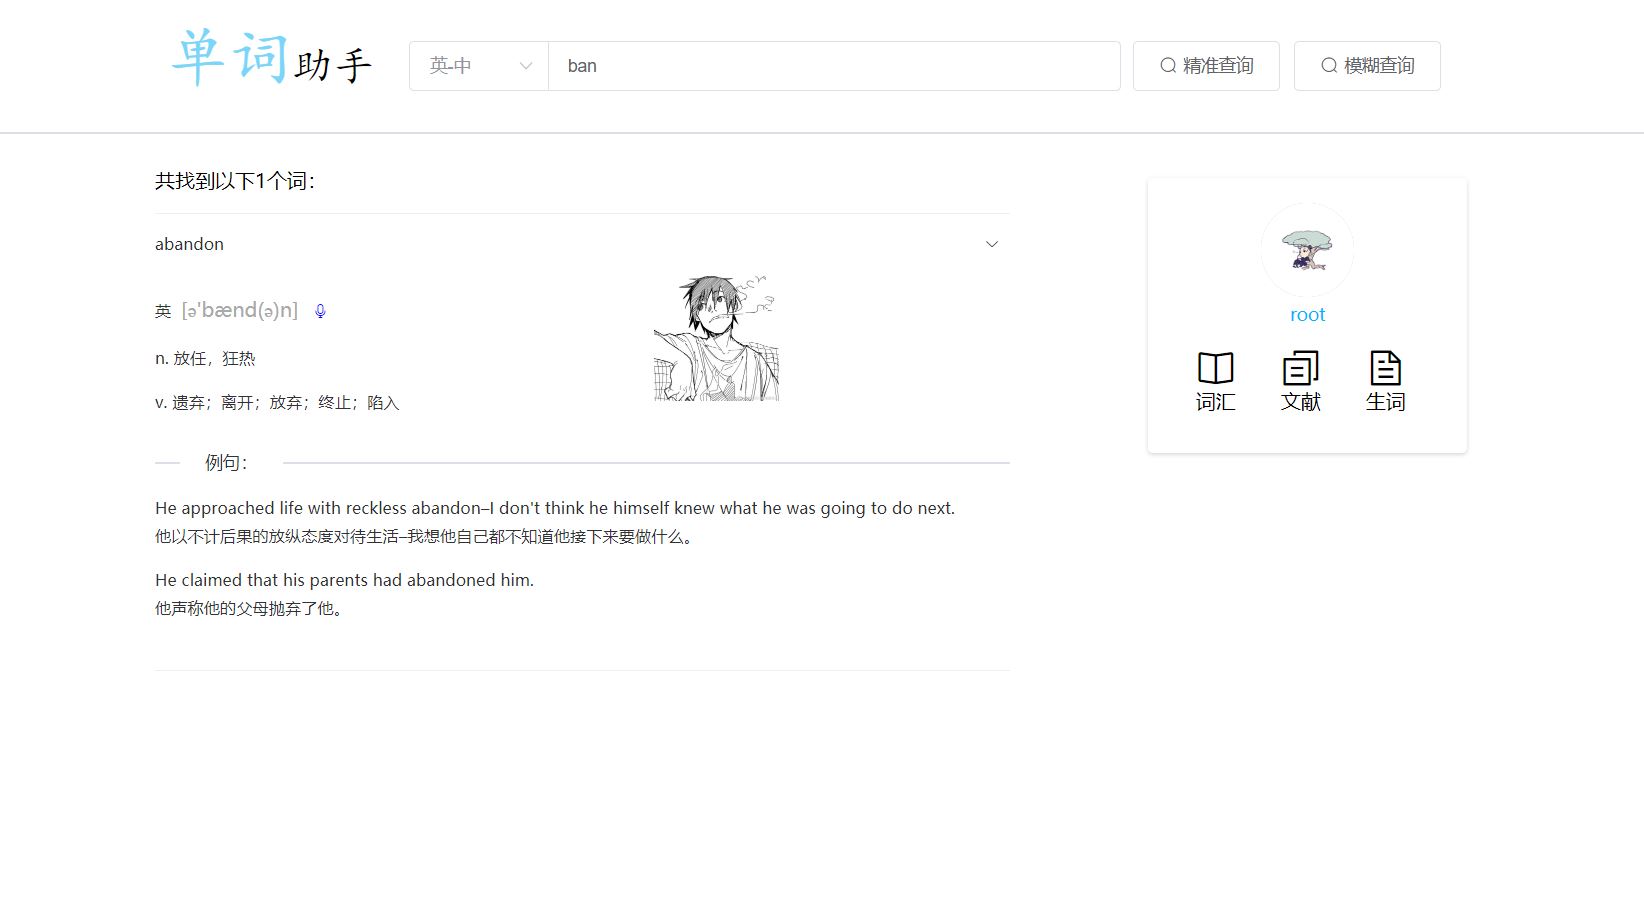 单词助手
英-中
ban
精准查询
模糊查询
共找到以下1个词：
abandon
英 [ə'bænd(ə)n]
n. 放任，狂热
v. 遗弃；离开；放弃；终止；陷入
例句：
He approached life with reckless abandon–I don't think he himself knew what he was going to do next.
他以不计后果的放纵态度对待生活–我想他自己都不知道他接下来要做什么。
He claimed that his parents had abandoned him.
他声称他的父母抛弃了他。
root
词汇
文献
生词